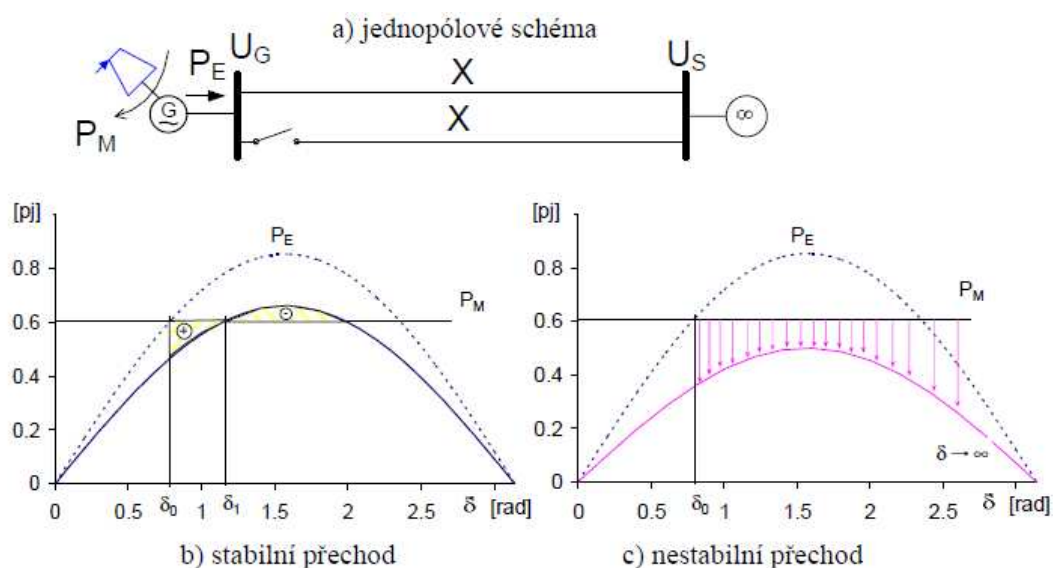 a) jednopólové schéma
U_G
U_S
P_E
X
X
P_M
G
~
∞
[pj]
P_E
P_M
0.8
0.6
0.4
0.2
0
+
-
0 0.5 δ_0 1 δ_1 1.5 2 2.5 δ [rad]
b) stabilní přechod
[pj]
P_E
P_M
0.8
0.6
0.4
0.2
0
δ → ∞
0 0.5 δ_0 1 1.5 2 2.5 δ [rad]
c) nestabilní přechod